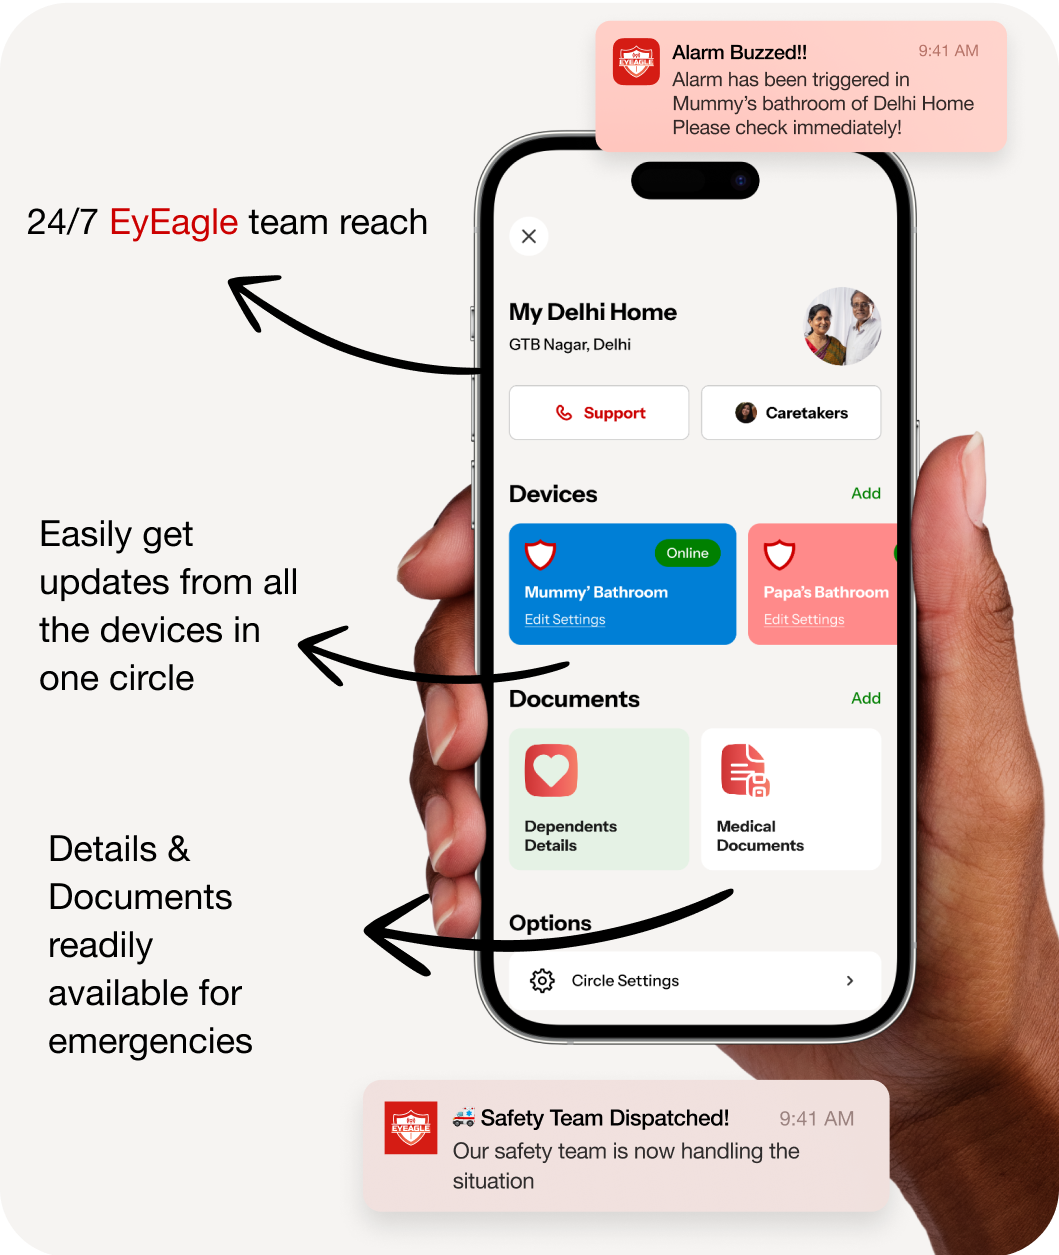 EYEAGLE
Alarm Buzzed!!
9:41 AM
Alarm has been triggered in
Mummy's bathroom of Delhi Home
Please check immediately!
24/7 EyEagle team reach
My Delhi Home
GTB Nagar, Delhi
Support
Caretakers
Devices
Add
Online
Mummy' Bathroom
Edit Settings
Papa's Bathroom
Edit Settings
Easily get
updates from all
the devices in
one circle
Documents
Add
Dependents
Details
Medical
Documents
Details &
Documents
readily
available for
emergencies
Options
Circle Settings
EYEAGLE
🚑 Safety Team Dispatched!
9:41 AM
Our safety team is now handling the
situation